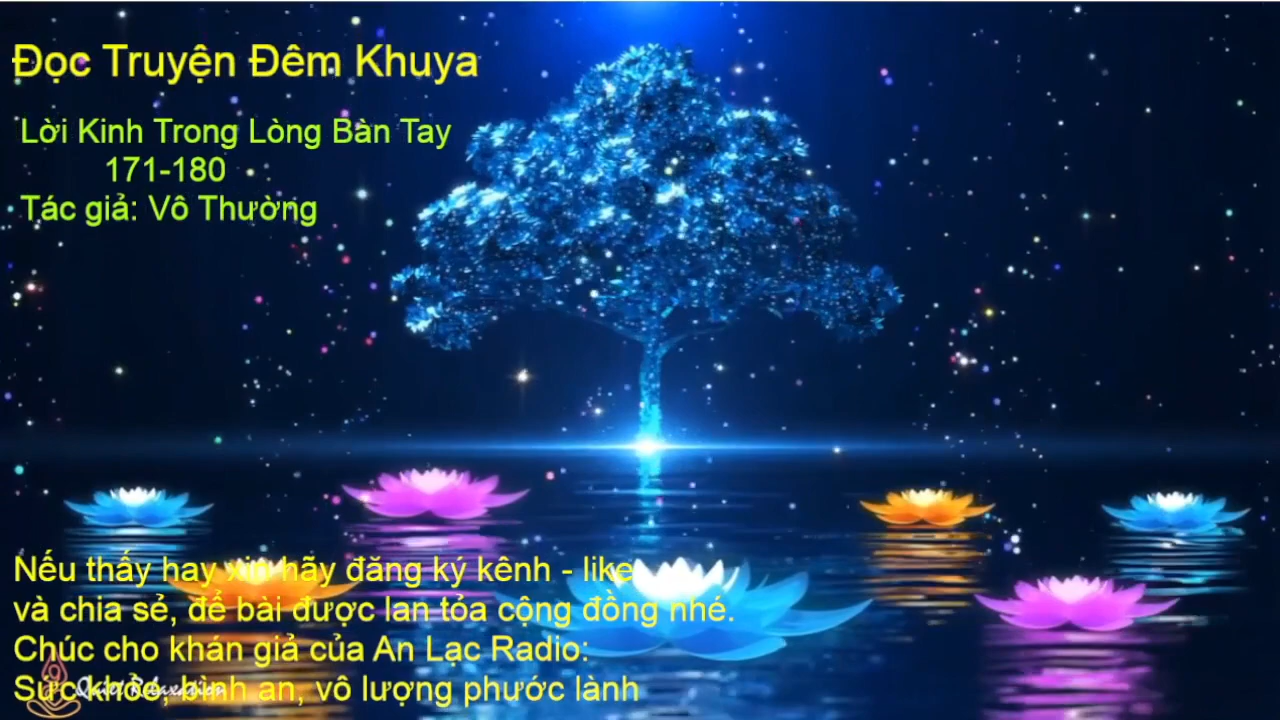 Đọc Truyện Đêm Khuya
Lời Kinh Trong Lòng Bàn Tay
171-180
Tác giả: Vô Thường
Nếu thấy hay xin hãy đăng ký kênh - like
và chia sẻ, để bài được lan tỏa cộng đồng nhé.
Chúc cho khán giả của An Lạc Radio:
Sức khỏe, bình an, vô lượng phước lành
Quiet Relaxation